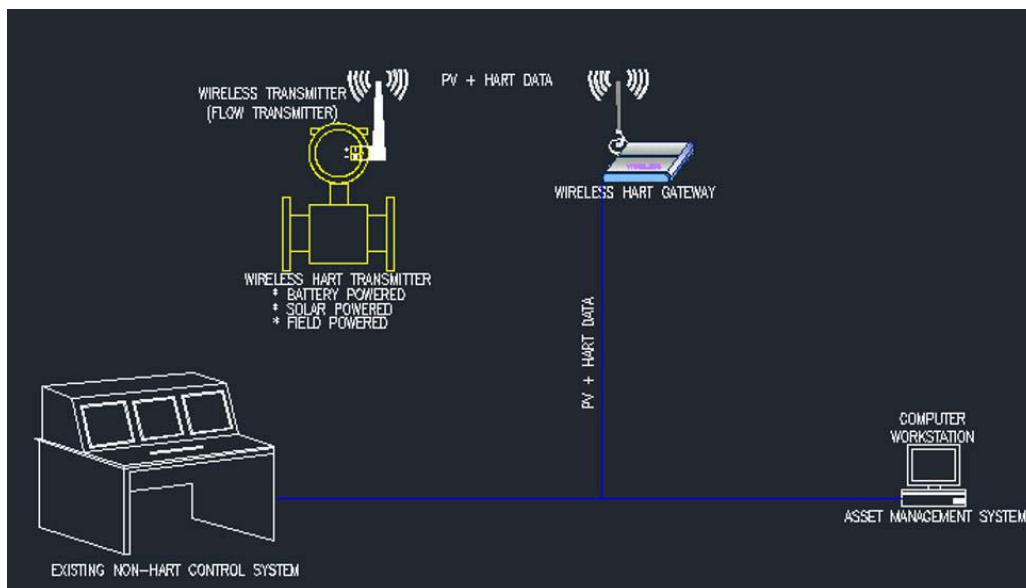 WIRELESS TRANSMITTER
(FLOW TRANSMITTER)
PV + HART DATA
WIRELESS
WIRELESS HART GATEWAY
WIRELESS HART TRANSMITTER
* BATTERY POWERED
* SOLAR POWERED
* FIELD POWERED
PV + HART DATA
COMPUTER
WORKSTATION
ASSET MANAGEMENT SYSTEM
EXISTING NON-HART CONTROL SYSTEM